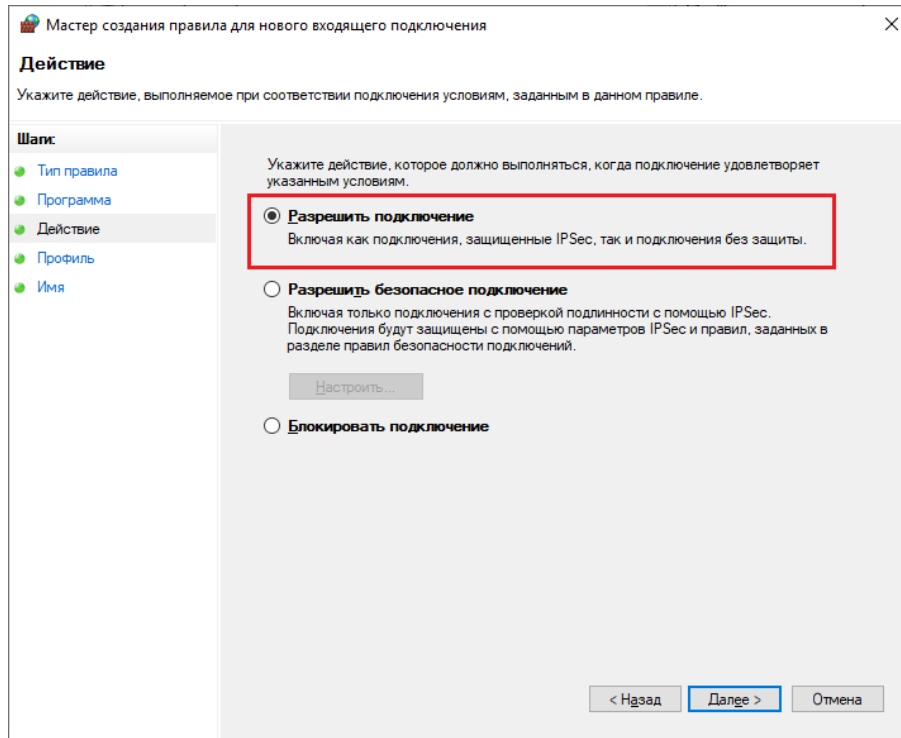 Мастер создания правила для нового входящего подключения
Действие
Укажите действие, выполняемое при соответствии подключения условиям, заданным в данном правиле.
Шаги:
Тип правила
Программа
Действие
Профиль
Имя
Укажите действие, которое должно выполняться, когда подключение удовлетворяет
указанным условиям.
Разрешить подключение
Включая как подключения, защищенные IPSec, так и подключения без защиты.
Разрешить безопасное подключение
Включая только подключения с проверкой подлинности с помощью IPSec.
Подключения будут защищены с помощью параметров IPSec и правил, заданных в
разделе правил безопасности подключений.
Настроить...
Блокировать подключение
< Назад Далее > Отмена